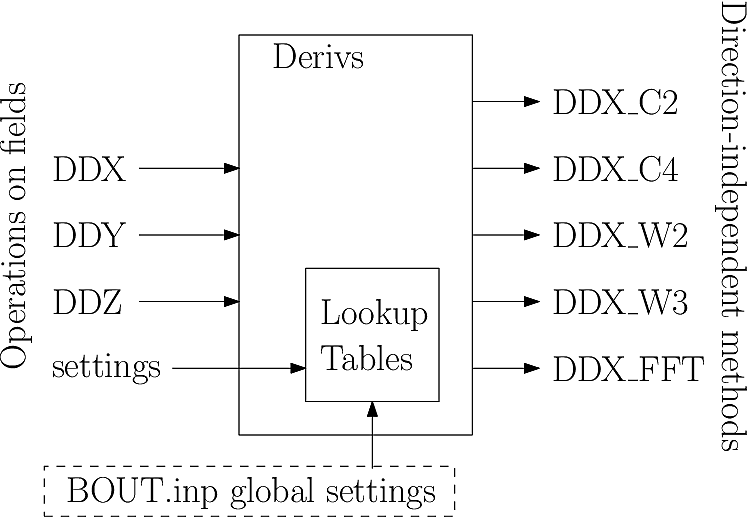 Operations on fields
DDX
DDY
DDZ
settings
Derivs
Lookup
Tables
BOUT.inp global settings
DDX_C2
DDX_C4
DDX_W2
DDX_W3
DDX_FFT
Direction-independent methods